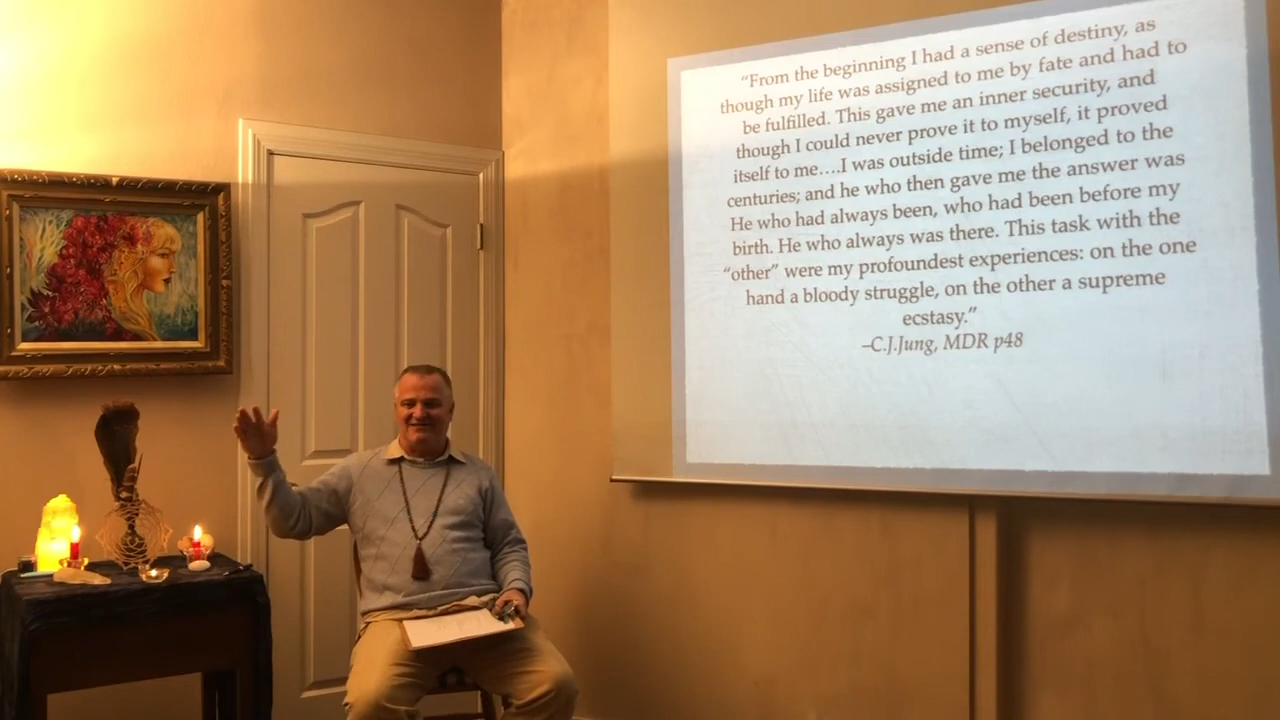 “From the beginning I had a sense of destiny, as
though my life was assigned to me by fate and had to
be fulfilled. This gave me an inner security, and
though I could never prove it to myself, it proved
itself to me….I was outside time; I belonged to the
centuries; and he who then gave me the answer was
He who had always been, who had been before my
birth. He who always was there. This task with the
“other” were my profoundest experiences: on the one
hand a bloody struggle, on the other a supreme
ecstasy.”
–C.J.Jung, MDR p48